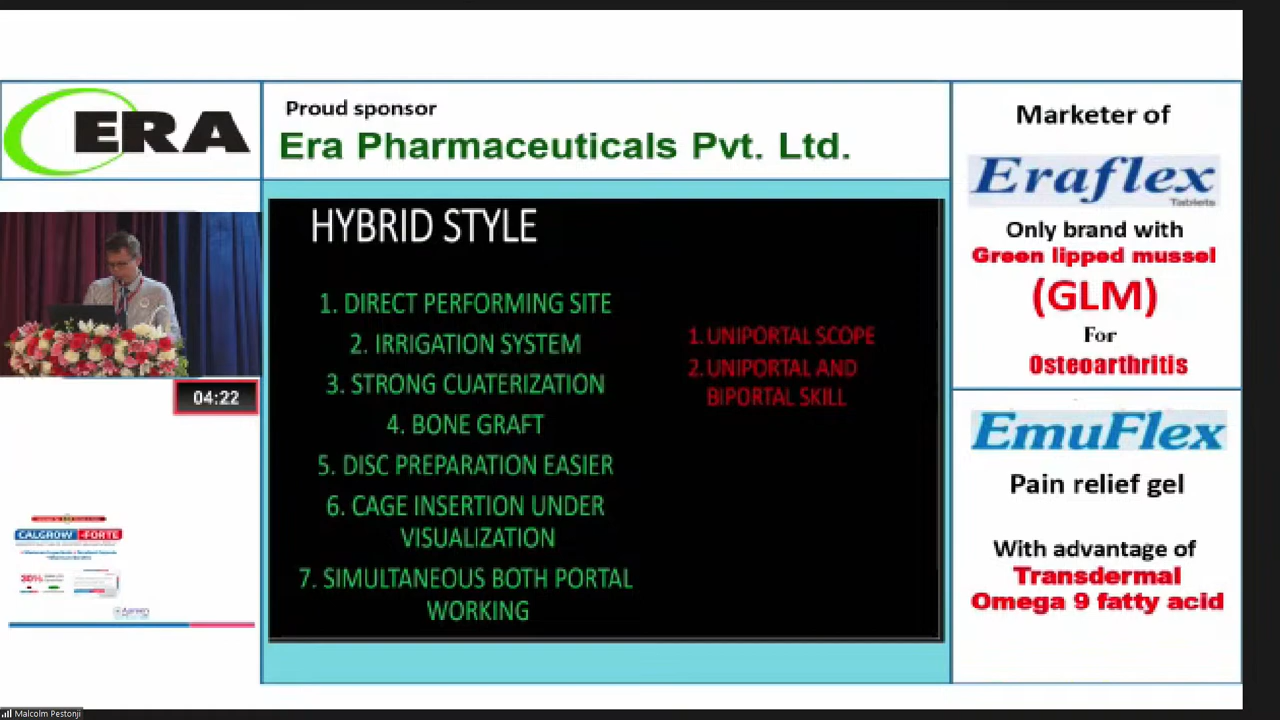 ERA
Proud sponsor
Era Pharmaceuticals Pvt. Ltd.
HYBRID STYLE
1. DIRECT PERFORMING SITE
2. IRRIGATION SYSTEM
3. STRONG CUATERIZATION
4. BONE GRAFT
5. DISC PREPARATION EASIER
6. CAGE INSERTION UNDER
VISUALIZATION
7. SIMULTANEOUS BOTH PORTAL
WORKING
1. UNIPORTAL SCOPE
2. UNIPORTAL AND
BIPORTAL SKILL
04:22
CALGROW -FORTE
30%
Marketer of
Eraflex
Tablets
Only brand with
Green lipped mussel
(GLM)
For
Osteoarthritis
EmuFlex
Pain relief gel
With advantage of
Transdermal
Omega 9 fatty acid
Malcolm Pestonji